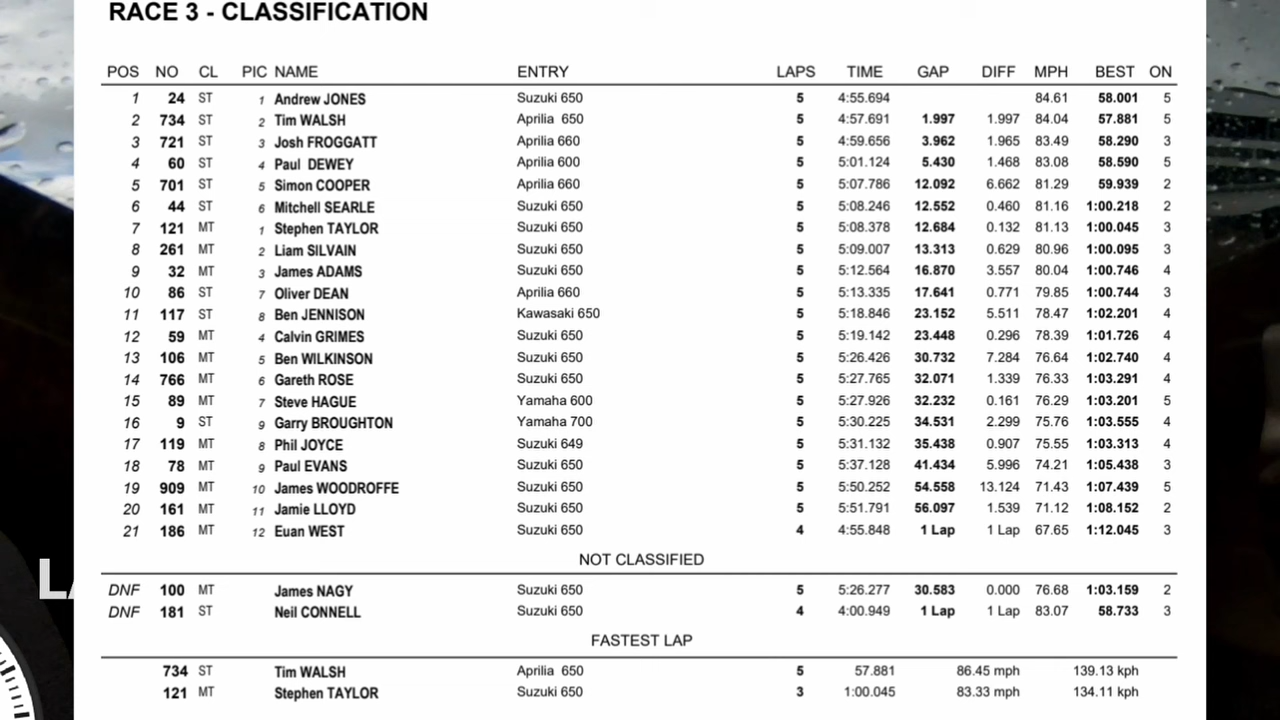 RACE 3 - CLASSIFICATION
POS NO CL PIC NAME ENTRY LAPS TIME GAP DIFF MPH BEST ON
1 24 ST 1 Andrew JONES Suzuki 650 5 4:55.694 84.61 58.001 5
2 734 ST 2 Tim WALSH Aprilia 650 5 4:57.691 1.997 1.997 84.04 57.881 5
3 721 ST 3 Josh FROGGATT Aprilia 660 5 4:59.656 3.962 1.965 83.49 58.290 3
4 60 ST 4 Paul DEWEY Aprilia 600 5 5:01.124 5.430 1.468 83.08 58.590 5
5 701 ST 5 Simon COOPER Aprilia 660 5 5:07.786 12.092 6.662 81.29 59.939 2
6 44 ST 6 Mitchell SEARLE Suzuki 650 5 5:08.246 12.552 0.460 81.16 1:00.218 2
7 121 MT 1 Stephen TAYLOR Suzuki 650 5 5:08.378 12.684 0.132 81.13 1:00.045 3
8 261 MT 2 Liam SILVAIN Suzuki 650 5 5:09.007 13.313 0.629 80.96 1:00.095 3
9 32 MT 3 James ADAMS Suzuki 650 5 5:12.564 16.870 3.557 80.04 1:00.746 4
10 86 ST 7 Oliver DEAN Aprilia 660 5 5:13.335 17.641 0.771 79.85 1:00.744 3
11 117 ST 8 Ben JENNISON Kawasaki 650 5 5:18.846 23.152 5.511 78.47 1:02.201 4
12 59 MT 4 Calvin GRIMES Suzuki 650 5 5:19.142 23.448 0.296 78.39 1:01.726 4
13 106 MT 5 Ben WILKINSON Suzuki 650 5 5:26.426 30.732 7.284 76.64 1:02.740 4
14 766 MT 6 Gareth ROSE Suzuki 650 5 5:27.765 32.071 1.339 76.33 1:03.291 4
15 89 MT 7 Steve HAGUE Yamaha 600 5 5:27.926 32.232 0.161 76.29 1:03.201 5
16 9 ST 9 Garry BROUGHTON Yamaha 700 5 5:30.225 34.531 2.299 75.76 1:03.555 4
17 119 MT 8 Phil JOYCE Suzuki 649 5 5:31.132 35.438 0.907 75.55 1:03.313 4
18 78 MT 9 Paul EVANS Suzuki 650 5 5:37.128 41.434 5.996 74.21 1:05.438 3
19 909 MT 10 James WOODROFFE Suzuki 650 5 5:50.252 54.558 13.124 71.43 1:07.439 5
20 161 MT 11 Jamie LLOYD Suzuki 650 5 5:51.791 56.097 1.539 71.12 1:08.152 2
21 186 MT 12 Euan WEST Suzuki 650 4 4:55.848 1 Lap 1 Lap 67.65 1:12.045 3
NOT CLASSIFIED
DNF 100 MT James NAGY Suzuki 650 5 5:26.277 30.583 0.000 76.68 1:03.159 2
DNF 181 ST Neil CONNELL Suzuki 650 4 4:00.949 1 Lap 1 Lap 83.07 58.733 3
FASTEST LAP
734 ST Tim WALSH Aprilia 650 5 57.881 86.45 mph 139.13 kph
121 MT Stephen TAYLOR Suzuki 650 3 1:00.045 83.33 mph 134.11 kph